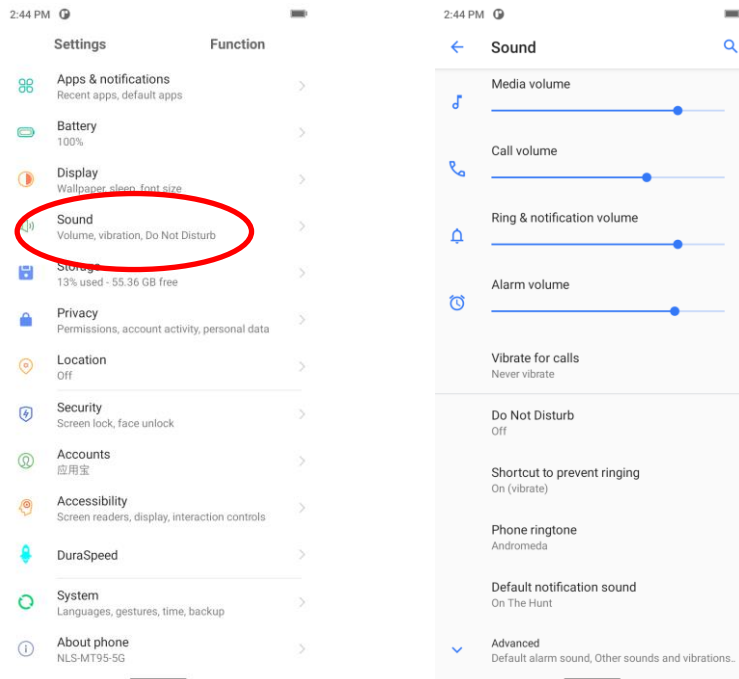 2:44 PM
Settings
Function
Apps & notifications
Recent apps, default apps
Battery
100%
Display
Wallpaper, sleep, font size
Sound
Volume, vibration, Do Not Disturb
Storage
13% used - 55.36 GB free
Privacy
Permissions, account activity, personal data
Location
Off
Security
Screen lock, face unlock
Accounts
应用宝
Accessibility
Screen readers, display, interaction controls
DuraSpeed
System
Languages, gestures, time, backup
About phone
NLS-MT95-5G
2:44 PM
Sound
Media volume
Call volume
Ring & notification volume
Alarm volume
Vibrate for calls
Never vibrate
Do Not Disturb
Off
Shortcut to prevent ringing
On (vibrate)
Phone ringtone
Andromeda
Default notification sound
On The Hunt
Advanced
Default alarm sound, Other sounds and vibrations..